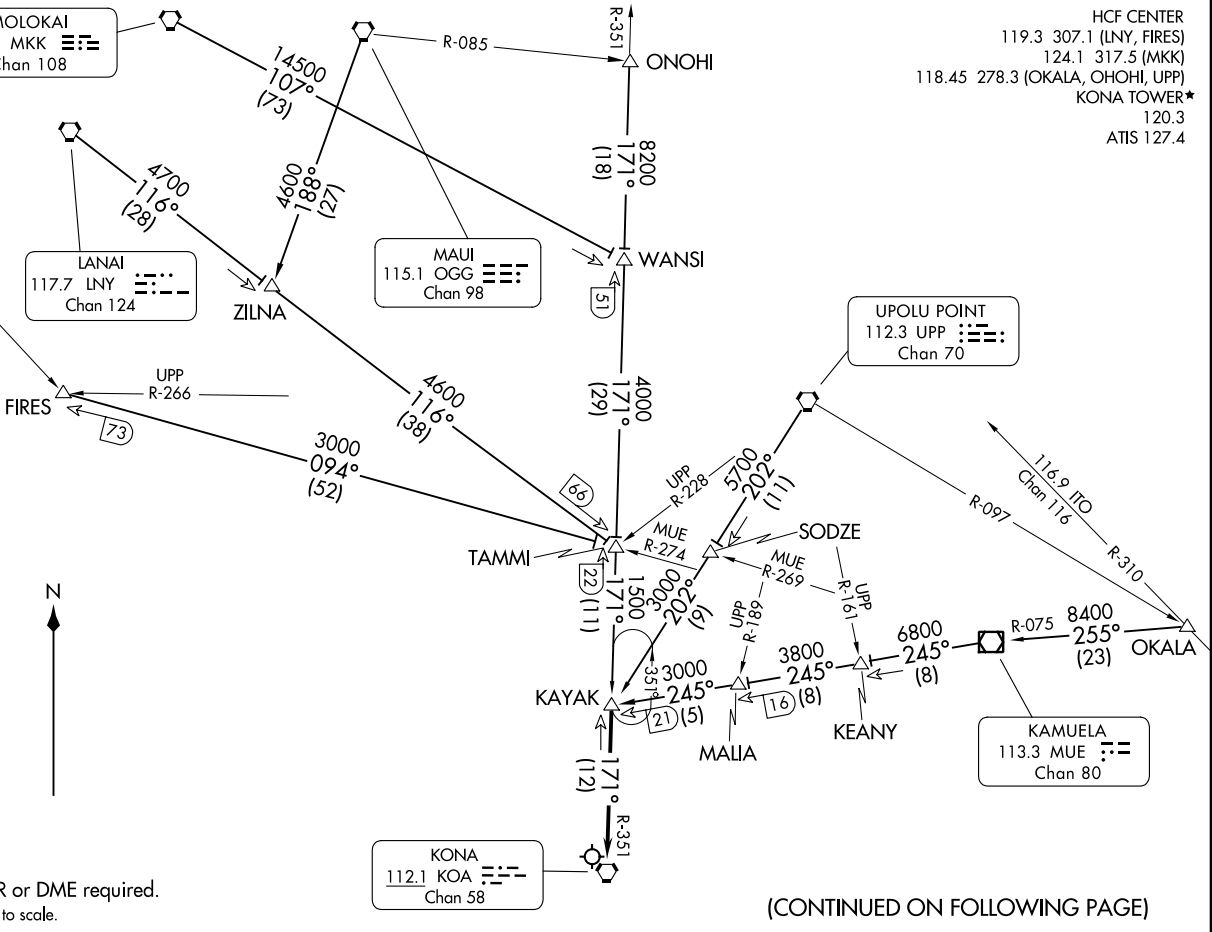 MOLOKAI
MKK
Chan 108
14500
107°
(73)
R-085
R-351
ONOHI
HCF CENTER
119.3 307.1 (LNY, FIRES)
124.1 317.5 (MKK)
118.45 278.3 (OKALA, OHOHI, UPP)
KONA TOWER★
120.3
ATIS 127.4
4700
116°
(28)
4600
188°
(27)
8200
171°
(18)
LANAI
117.7 LNY
Chan 124
ZILNA
MAUI
115.1 OGG
Chan 98
WANSI
51
UPOLU POINT
112.3 UPP
Chan 70
FIRES
UPP
R-266
73
4600
116°
(38)
4000
171°
(29)
3000
094°
(52)
66
UPP
R-228
5700
202°
(11)
116.9 ITO
Chan 116
R-097
R-310
TAMMI
MUE
R-274
SODZE
MUE
R-269
UPP
R-161
UPP
R-189
22
1500
171°
(11)
3000
202°
(9)
N
351°
KAYAK
3000
245°
(5)
21
3800
245°
(8)
16
6800
245°
(8)
R-075
8400
255°
(23)
OKALA
MALIA
KEANY
KAMUELA
113.3 MUE
Chan 80
171°
(12)
R-351
KONA
112.1 KOA
Chan 58
R or DME required.
to scale.
(CONTINUED ON FOLLOWING PAGE)